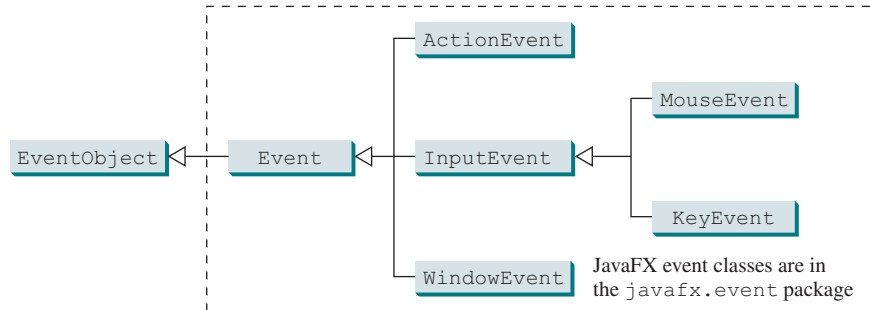 ActionEvent
MouseEvent
EventObject
Event
InputEvent
KeyEvent
WindowEvent
JavaFX event classes are in
the javafx.event package